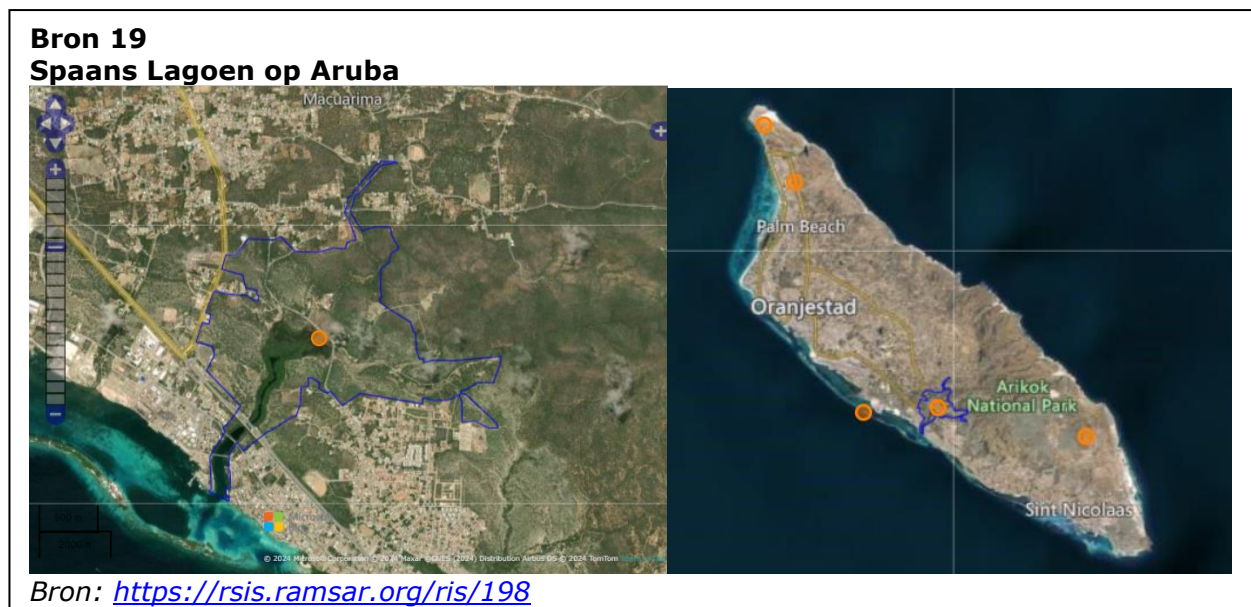 Bron 19
Spaans Lagoen op Aruba
Macuarima
© 2024 Microsoft Corporation © 2024 Maxar ©CNES (2024) Distribution Airbus DS © 2024 TomTom
Palm Beach
Oranjestad
Arikok
National Park
Sint Nicolaas
Bron: https://rsis.ramsar.org/ris/198